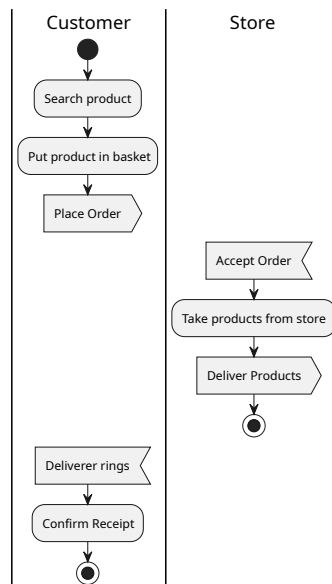 Customer
Store
Search product
Put product in basket
Place Order
Accept Order
Take products from store
Deliver Products
Deliverer rings
Confirm Receipt